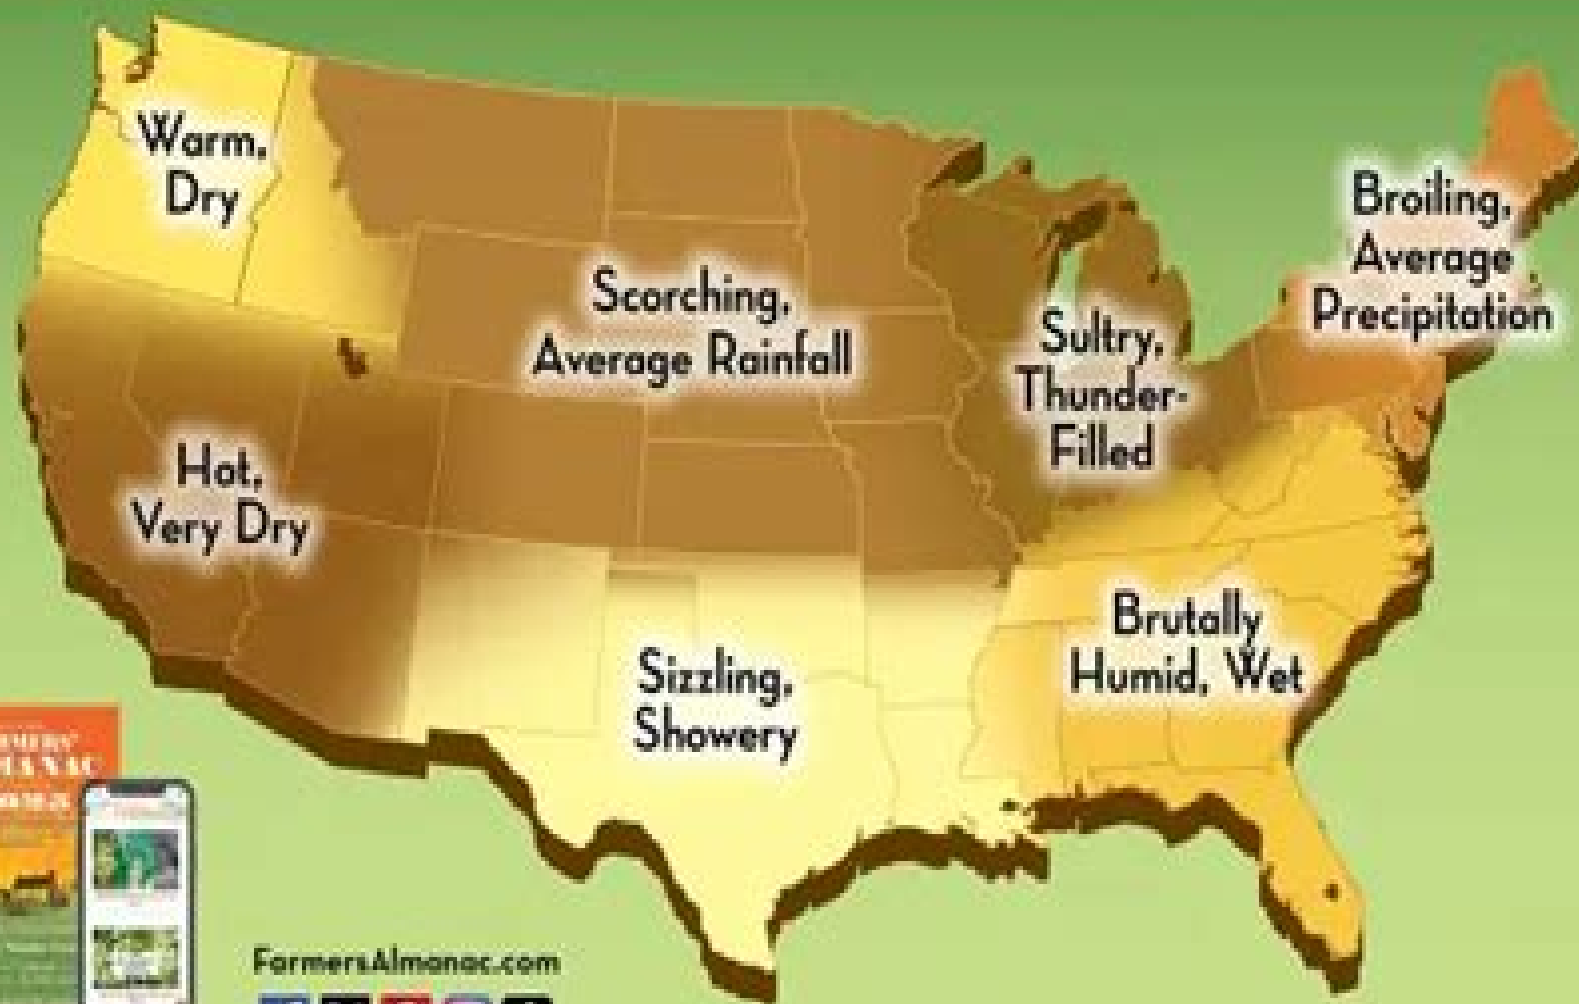 Warm,
Dry
Scorching,
Average Rainfall
Broiling,
Average
Precipitation
Sultry,
Thunder-
Filled
Hot,
Very Dry
Brutally
Humid, Wet
Sizzling,
Showery
FarmersAlmanac.com